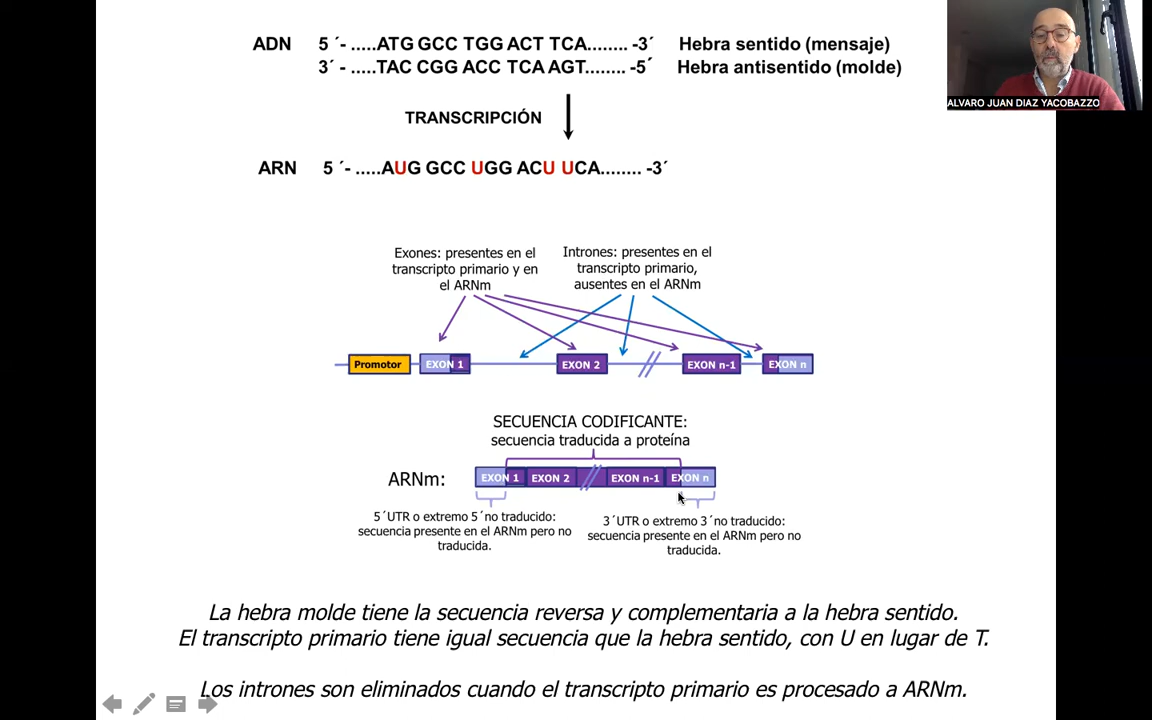 ADN 5 ´- .....ATG GCC TGG ACT TCA........ -3´ Hebra sentido (mensaje)
3´ - .....TAC CGG ACC TCA AGT........ -5´ Hebra antisentido (molde)
ALVARO JUAN DIAZ YACOBAZZO
TRANSCRIPCIÓN
ARN 5 ´- .....AUG GCC UGG ACU UCA........ -3´
Exones: presentes en el
transcripto primario y en
el ARNm
Intrones: presentes en el
transcripto primario,
ausentes en el ARNm
Promotor EXON 1 EXON 2 EXON n-1 EXON n
SECUENCIA CODIFICANTE:
secuencia traducida a proteína
ARNm: EXON 1 EXON 2 EXON n-1 EXON n
5´UTR o extremo 5´no traducido:
secuencia presente en el ARNm pero no
traducida.
3´UTR o extremo 3´no traducido:
secuencia presente en el ARNm pero no
traducida.
La hebra molde tiene la secuencia reversa y complementaria a la hebra sentido.
El transcripto primario tiene igual secuencia que la hebra sentido, con U en lugar de T.
Los intrones son eliminados cuando el transcripto primario es procesado a ARNm.